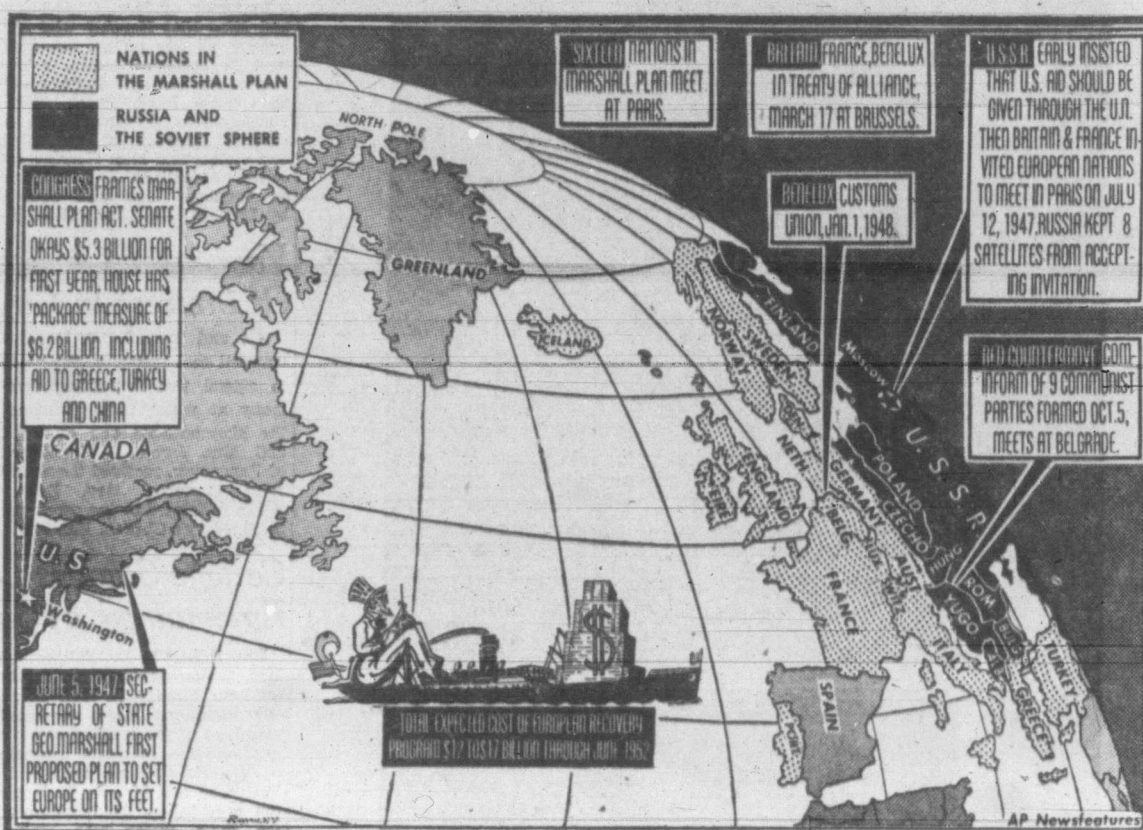 NATIONS IN
THE MARSHALL PLAN
RUSSIA AND
THE SOVIET SPHERE
CONGRESS FRAMES MAR-
SHALL PLAN ACT. SENATE
OKAYS $5.3 BILLION FOR
FIRST YEAR. HOUSE HAS
'PACKAGE' MEASURE OF
$6.2 BILLION, INCLUDING
AID TO GREECE, TURKEY
AND CHINA
SIXTEEN NATIONS IN
MARSHALL PLAN MEET
AT PARIS.
BRITAIN FRANCE, BENELUX
IN TREATY OF ALLIANCE,
MARCH 17 AT BRUSSELS.
U.S.S.R. EARLY INSISTED
THAT U.S. AID SHOULD BE
GIVEN THROUGH THE U.N.
THEN BRITAIN & FRANCE IN-
VITED EUROPEAN NATIONS
TO MEET IN PARIS ON JULY
12, 1947. RUSSIA KEPT 8
SATELLITES FROM ACCEPT-
ING INVITATION.
BENELUX CUSTOMS
UNION, JAN. 1, 1948.
RED COUNTERMOVE COM-
INFORM OF 9 COMMUNIST
PARTIES FORMED OCT. 5,
MEETS AT BELGRADE.
NORTH POLE
GREENLAND
ICELAND
CANADA
U. S.
Washington
NORWAY
SWEDEN
FINLAND
Moscow
U. S. S. R.
DEN.
NETH.
ENGLAND
EIRE
GERMANY
POLAND
CZECHO
BELG.
LUX.
FRANCE
SWITZ
AUST
HUNG
ROM
YUGO.
BULG
ITALY
GREECE
TURKEY
SPAIN
PORT.
$
JUNE 5, 1947 SEC-
RETARY OF STATE
GEO. MARSHALL FIRST
PROPOSED PLAN TO SET
EUROPE ON ITS FEET.
TOTAL EXPECTED COST OF EUROPEAN RECOVERY
PROGRAM $12 TO $17 BILLION THROUGH JUNE 1952
AP Newsfeatures